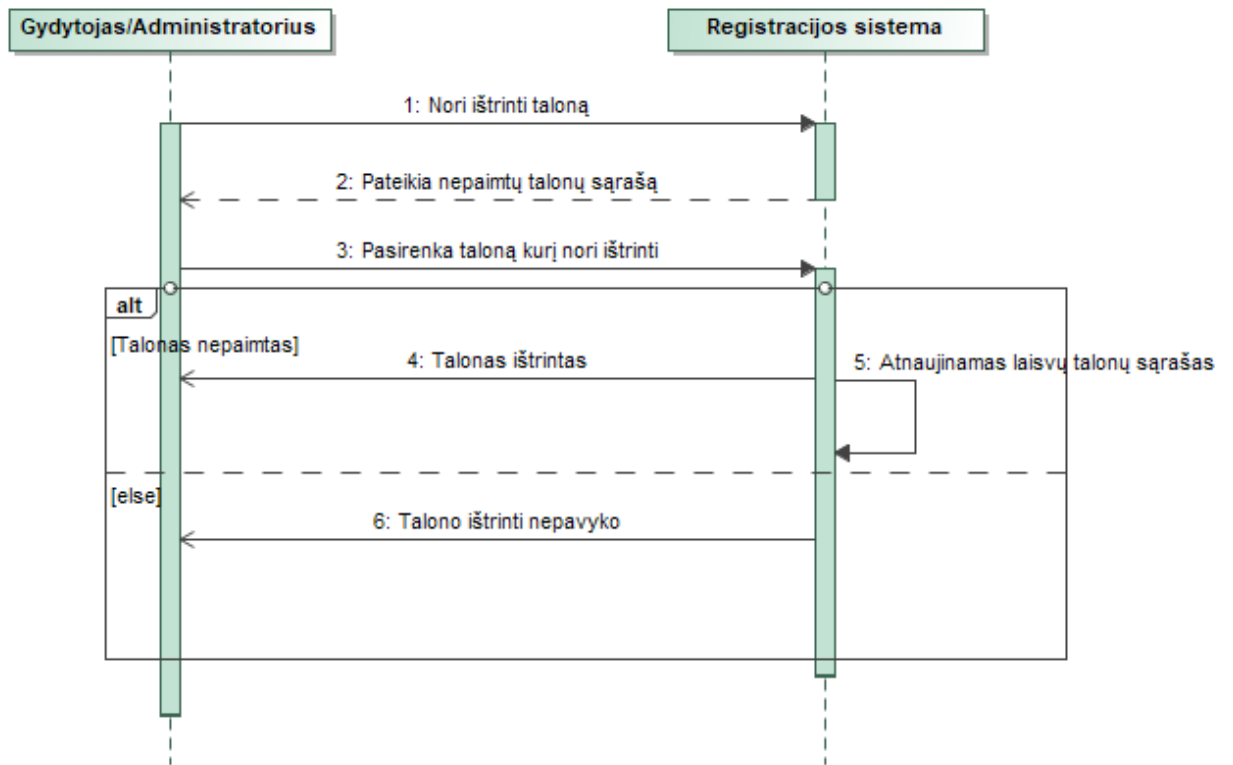 Gydytojas/Administratorius
Registracijos sistema
1: Nori ištrinti taloną
2: Pateikia nepaimtų talonų sąrašą
3: Pasirenka taloną kurį nori ištrinti
alt
[Talonas nepaimtas]
4: Talonas ištrintas
5: Atnaujinamas laisvų talonų sąrašas
[else]
6: Talono ištrinti nepavyko